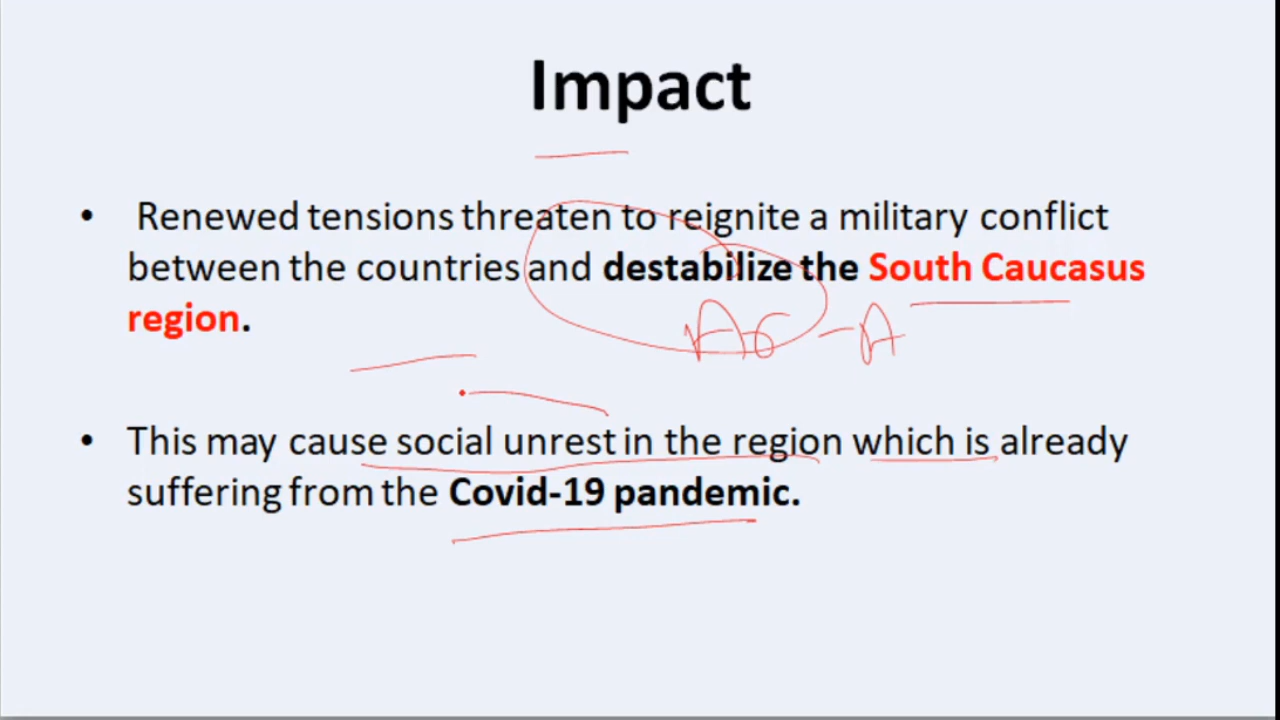 Impact
• Renewed tensions threaten to reignite a military conflict
between the countries and destabilize the South Caucasus
region.
• This may cause social unrest in the region which is already
suffering from the Covid-19 pandemic.